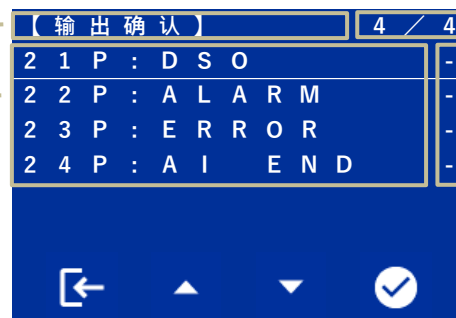 【输出确认】 4／4
21P:DSO -
22P:ALARM -
23P:ERROR -
24P:AI END -